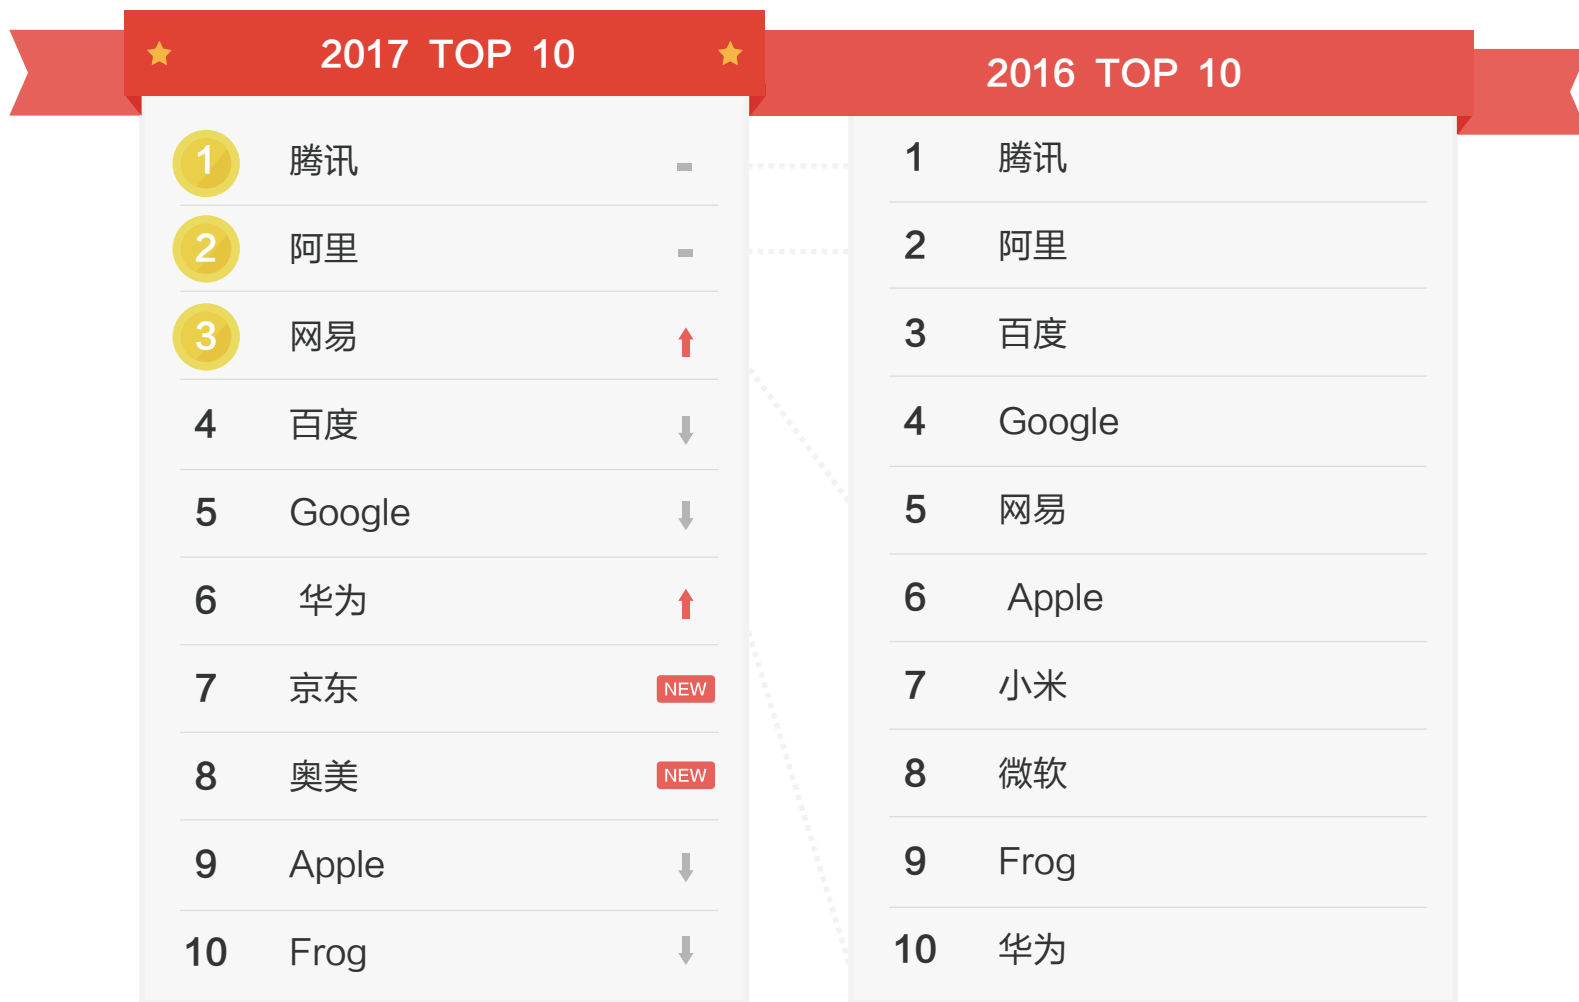 2017 TOP 10
1 腾讯
2 阿里
3 网易
4 百度
5 Google
6 华为
7 京东 NEW
8 奥美 NEW
9 Apple
10 Frog
2016 TOP 10
1 腾讯
2 阿里
3 百度
4 Google
5 网易
6 Apple
7 小米
8 微软
9 Frog
10 华为